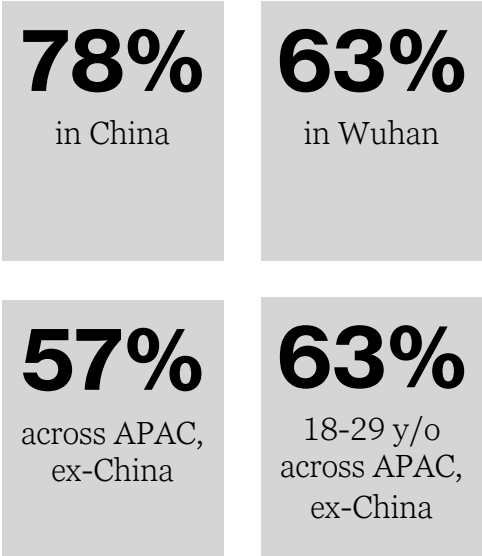 78%
in China
63%
in Wuhan
57%
across APAC,
ex-China
63%
18-29 y/o
across APAC,
ex-China